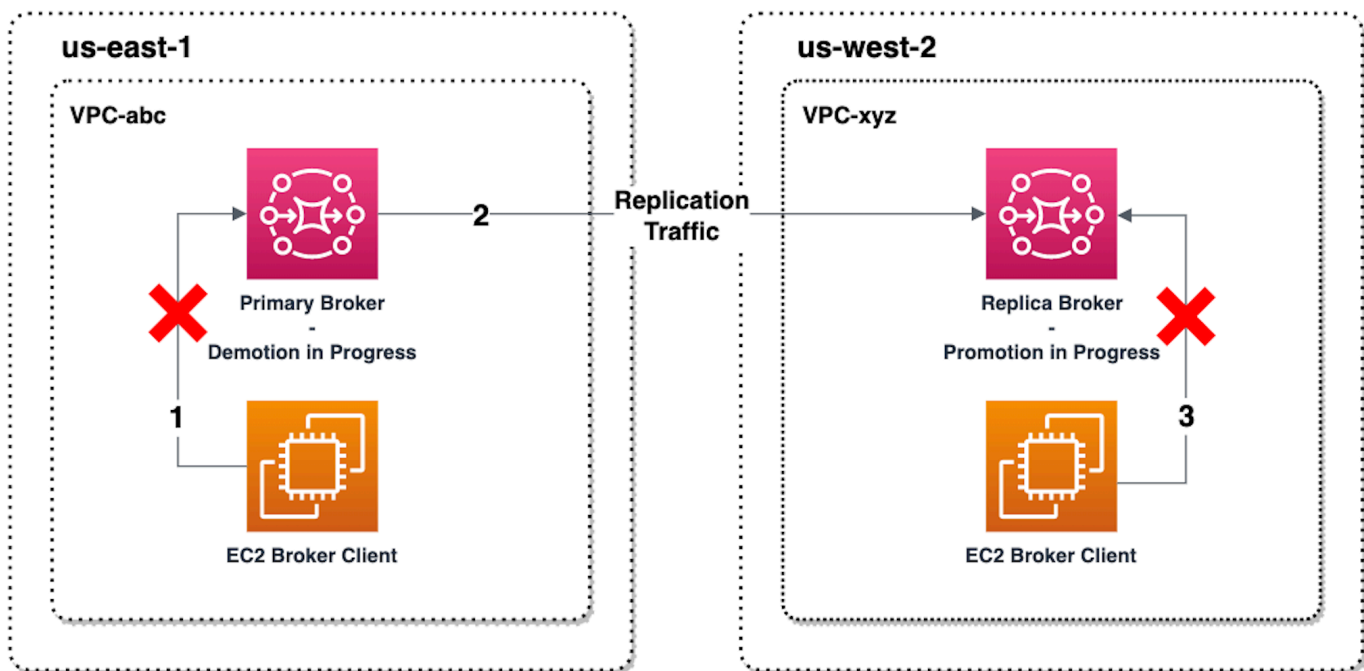 us-east-1
VPC-abc
Primary Broker
-
Demotion in Progress
1
EC2 Broker Client
2
Replication
Traffic
us-west-2
VPC-xyz
Replica Broker
-
Promotion in Progress
3
EC2 Broker Client